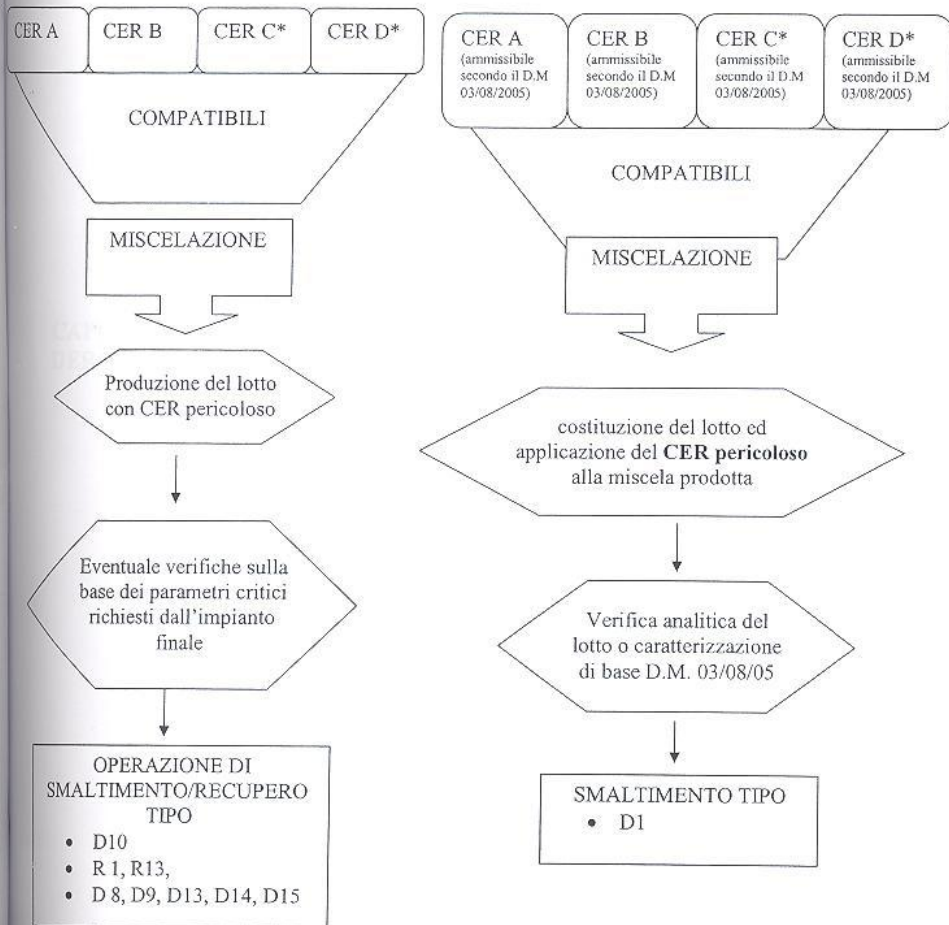 CER A
CER B
CER C*
CER D*
COMPATIBILI
MISCELAZIONE
Produzione del lotto
con CER pericoloso
Eventuale verifiche sulla
base dei parametri critici
richiesti dall'impianto
finale
OPERAZIONE DI
SMALTIMENTO/RECUPERO
TIPO
• D10
• R 1, R13,
• D 8, D9, D13, D14, D15
CER A
(ammissibile
secondo il D.M
03/08/2005)
CER B
(ammissibile
secondo il D.M
03/08/2005)
CER C*
(ammissibile
secondo il D.M
03/08/2005)
CER D*
(ammissibile
secondo il D.M
03/08/2005)
COMPATIBILI
MISCELAZIONE
costituzione del lotto ed
applicazione del CER pericoloso
alla miscela prodotta
Verifica analitica del
lotto o caratterizzazione
di base D.M. 03/08/05
SMALTIMENTO TIPO
• D1